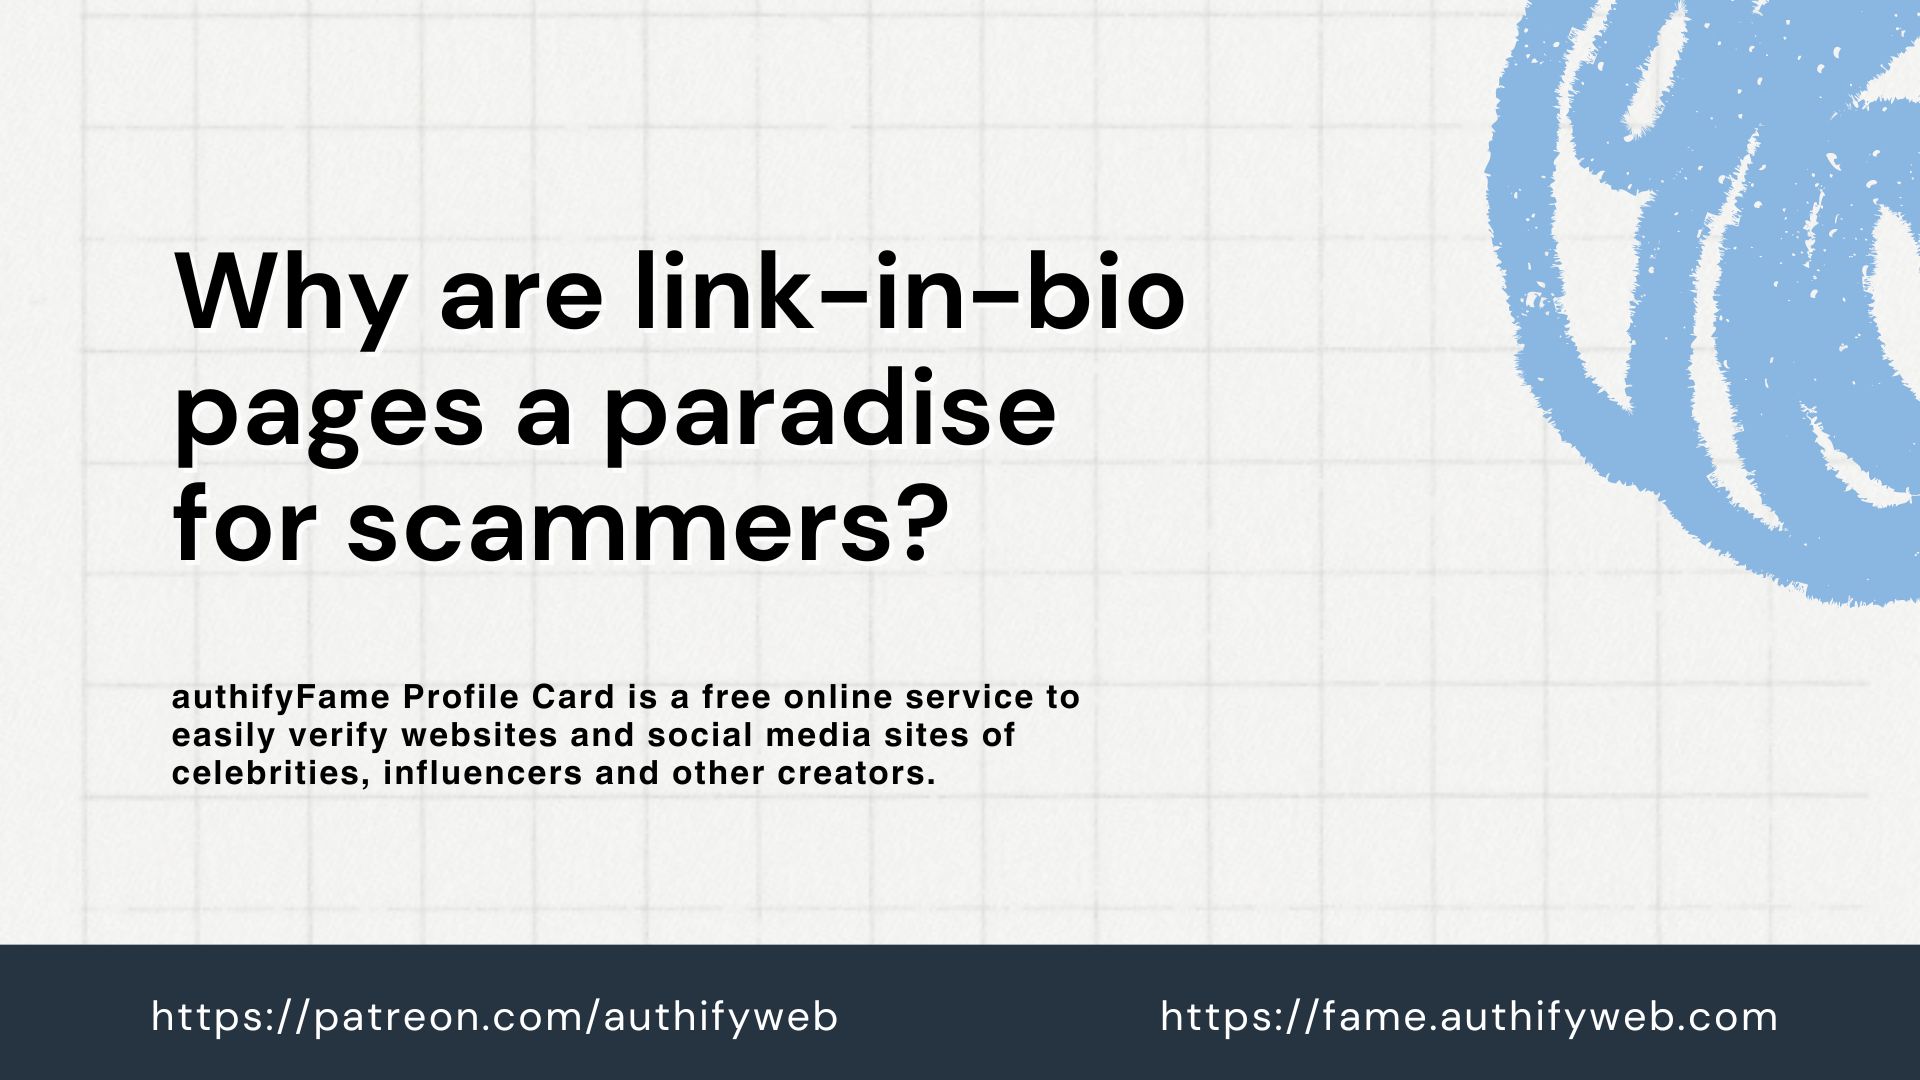 Why are link-in-bio
pages a paradise
for scammers?
authifyFame Profile Card is a free online service to
easily verify websites and social media sites of
celebrities, influencers and other creators.
https://patreon.com/authifyweb
https://fame.authifyweb.com